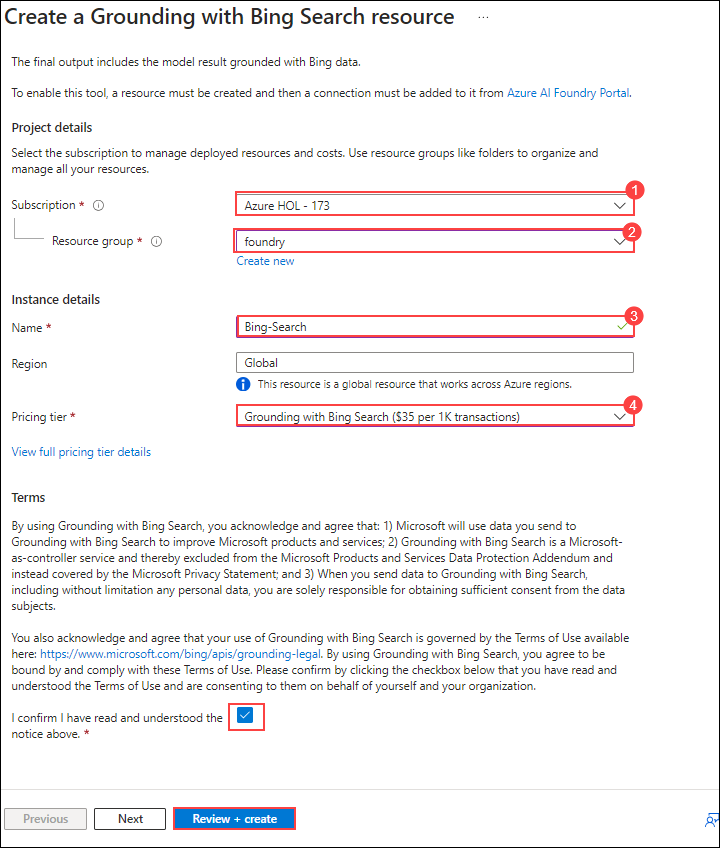 Create a Grounding with Bing Search resource ...
The final output includes the model result grounded with Bing data.
To enable this tool, a resource must be created and then a connection must be added to it from Azure AI Foundry Portal.
Project details
Select the subscription to manage deployed resources and costs. Use resource groups like folders to organize and
manage all your resources.
1
Subscription * Azure HOL - 173
2
Resource group * foundry
Create new
Instance details
3
Name * Bing-Search
Region Global
This resource is a global resource that works across Azure regions.
4
Pricing tier * Grounding with Bing Search ($35 per 1K transactions)
View full pricing tier details
Terms
By using Grounding with Bing Search, you acknowledge and agree that: 1) Microsoft will use data you send to
Grounding with Bing Search to improve Microsoft products and services; 2) Grounding with Bing Search is a Microsoft-
as-controller service and thereby excluded from the Microsoft Products and Services Data Protection Addendum and
instead covered by the Microsoft Privacy Statement; and 3) When you send data to Grounding with Bing Search,
including without limitation any personal data, you are solely responsible for obtaining sufficient consent from the data
subjects.
You also acknowledge and agree that your use of Grounding with Bing Search is governed by the Terms of Use available
here: https://www.microsoft.com/bing/apis/grounding-legal. By using Grounding with Bing Search, you agree to be
bound by and comply with these Terms of Use. Please confirm by clicking the checkbox below that you have read and
understood the Terms of Use and are consenting to them on behalf of yourself and your organization.
I confirm I have read and understood the
notice above. *
Previous Next Review + create